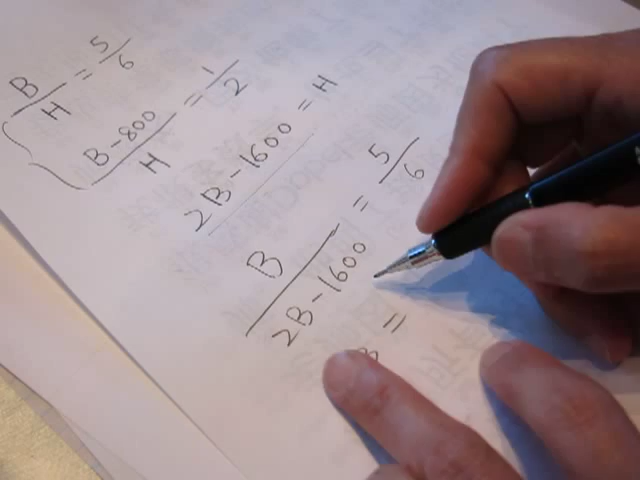 B/H = 5/6
B-800/H = 1/2
2B-1600 = H
B/2B-1600 = 5/6
B =